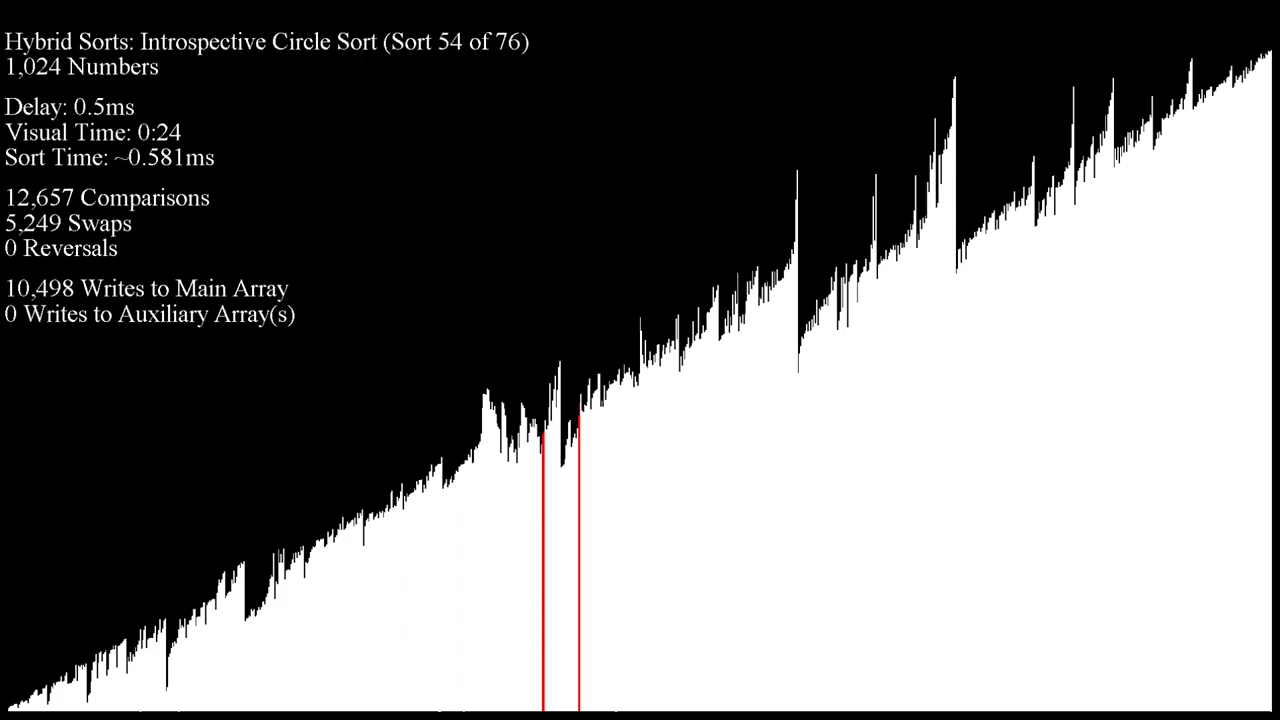 Hybrid Sorts: Introspective Circle Sort (Sort 54 of 76)
1,024 Numbers
Delay: 0.5ms
Visual Time: 0:24
Sort Time: ~0.581ms
12,657 Comparisons
5,249 Swaps
0 Reversals
10,498 Writes to Main Array
0 Writes to Auxiliary Array(s)